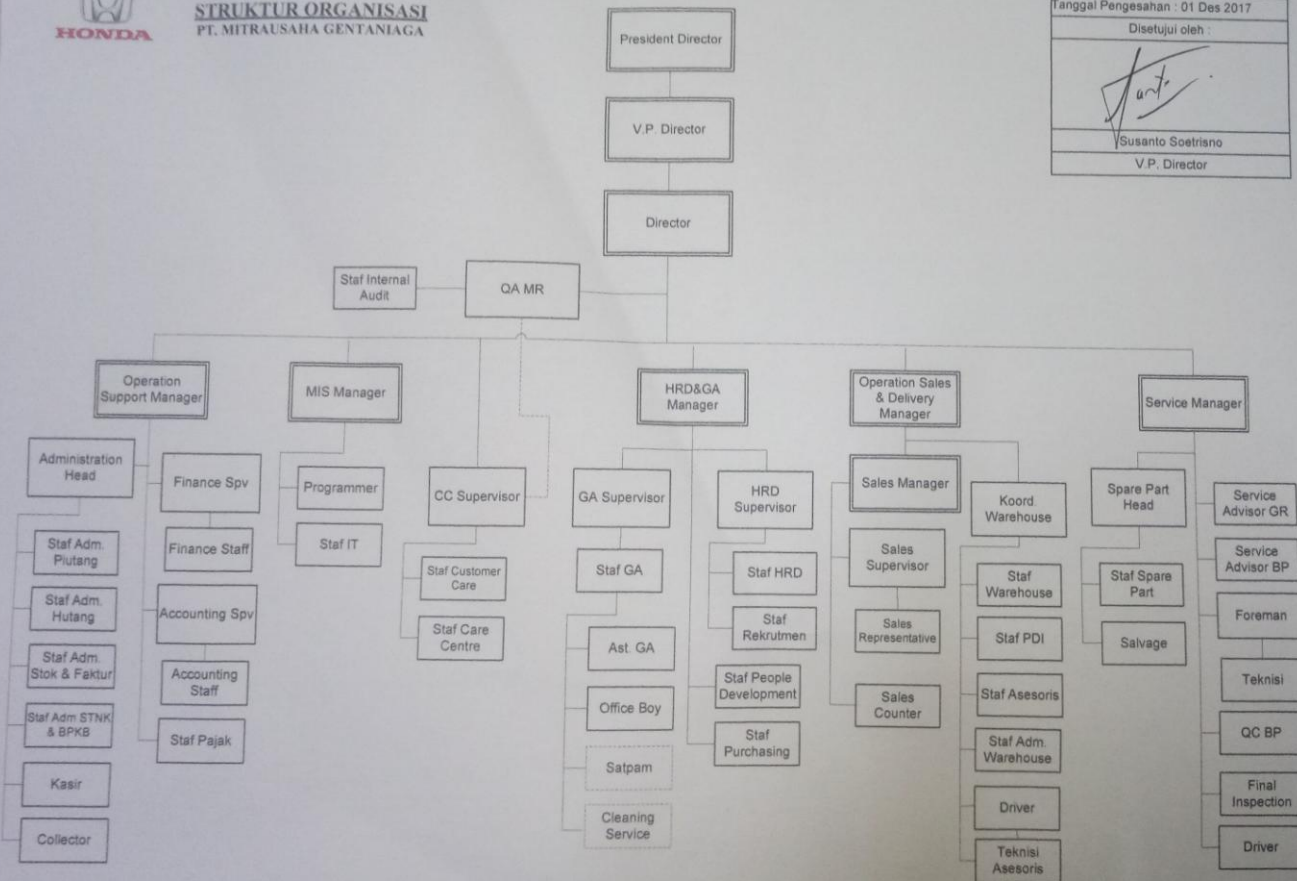 HONDA
STRUKTUR ORGANISASI
PT. MITRAUSAHA GENTANIAGA
Tanggal Pengesahan : 01 Des 2017
Disetujui oleh :
Susanto Soetrisno
V.P. Director
President Director
V.P. Director
Director
Staf Internal
Audit
QA MR
Operation
Support Manager
MIS Manager
HRD&GA
Manager
Operation Sales
& Delivery
Manager
Service Manager
Administration
Head
Staf Adm.
Piutang
Staf Adm.
Hutang
Staf Adm.
Stok & Faktur
Staf Adm STNK
& BPKB
Kasir
Collector
Finance Spv
Finance Staff
Accounting Spv
Accounting
Staff
Staf Pajak
Programmer
Staf IT
CC Supervisor
Staf Customer
Care
Staf Care
Centre
GA Supervisor
Staf GA
Ast. GA
Office Boy
Satpam
Cleaning
Service
HRD
Supervisor
Staf HRD
Staf
Rekrutmen
Staf People
Development
Staf
Purchasing
Sales Manager
Sales
Supervisor
Sales
Representative
Sales
Counter
Koord.
Warehouse
Staf
Warehouse
Staf PDI
Staf Asesoris
Staf Adm.
Warehouse
Driver
Teknisi
Asesoris
Spare Part
Head
Staf Spare
Part
Salvage
Service
Advisor GR
Service
Advisor BP
Foreman
Teknisi
QC BP
Final
Inspection
Driver